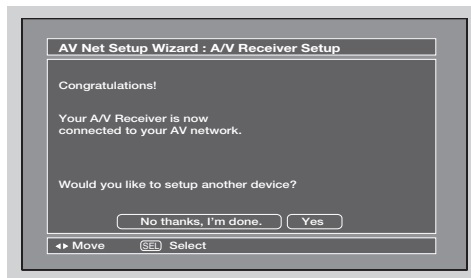 AV Net Setup Wizard : A/V Receiver Setup
Congratulations!
Your A/V Receiver is now
connected to your AV network.
Would you like to setup another device?
No thanks, I'm done. Yes
◂▸ Move SEL Select